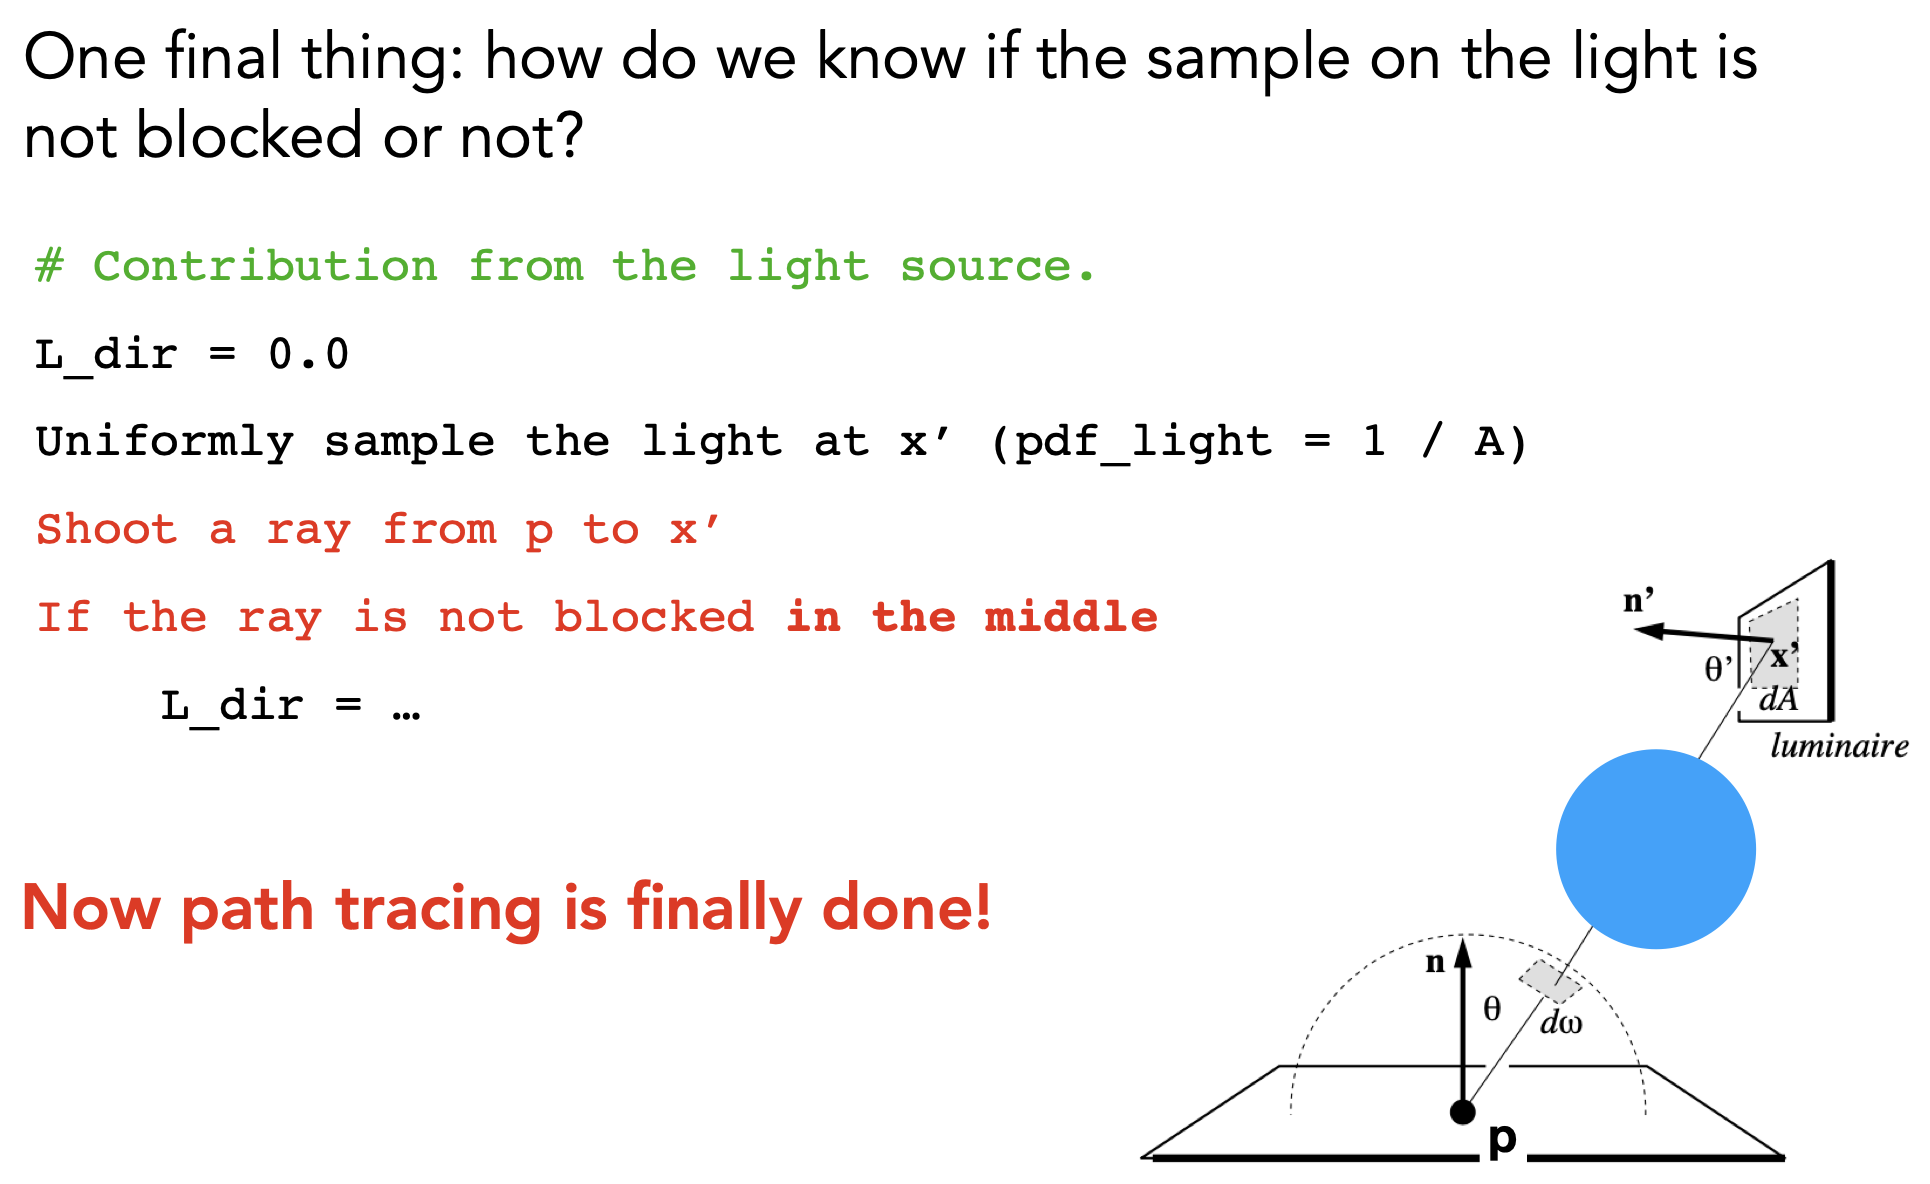 One final thing: how do we know if the sample on the light is
not blocked or not?
# Contribution from the light source.
L_dir = 0.0
Uniformly sample the light at x’ (pdf_light = 1 / A)
Shoot a ray from p to x’
If the ray is not blocked in the middle
L_dir = …
Now path tracing is finally done!
n’
θ’
x’
dA
luminaire
n
θ
dω
p